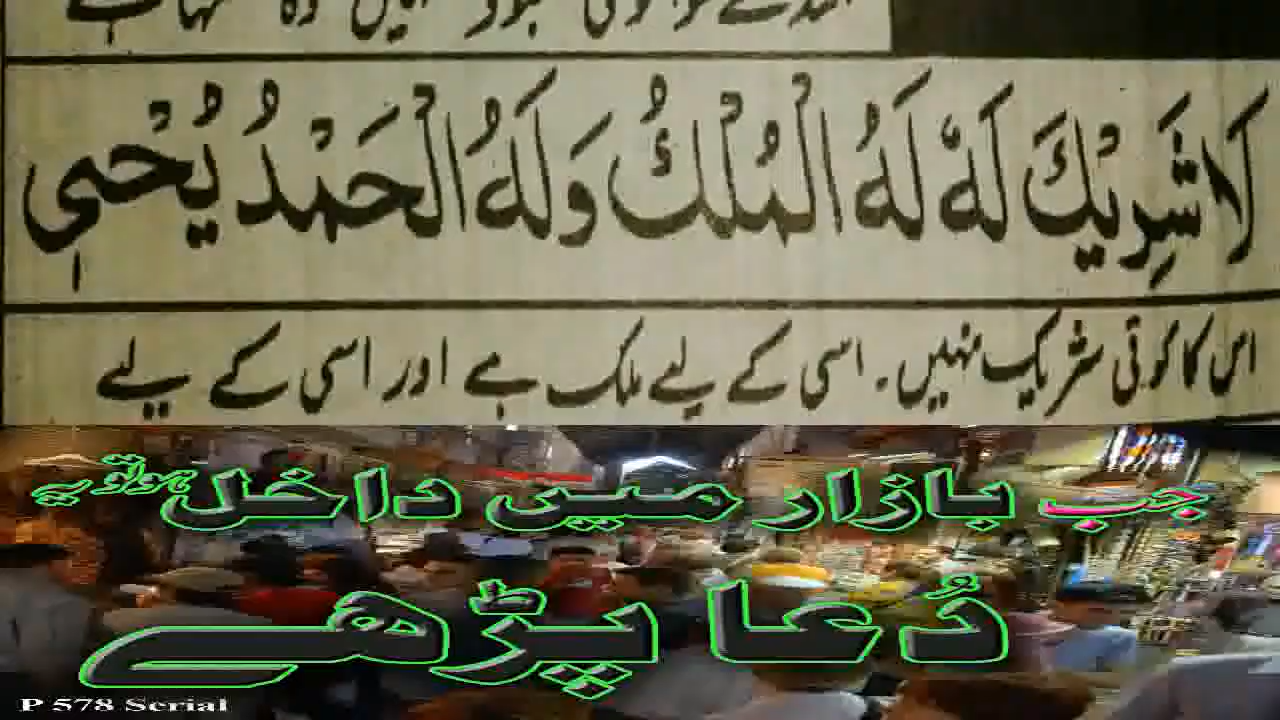 لَا شَرِیْكَ لَهٗ لَهُ الْمُلْكُ وَلَهُ الْحَمْدُ یُحْیِیْ
اس کا کوئی شریک نہیں۔ اسی کے لیے ملک ہے اور اسی کے لیے
جب بازار میں داخل ہو تو یہ
دُعا پڑھے
P 578 Serial